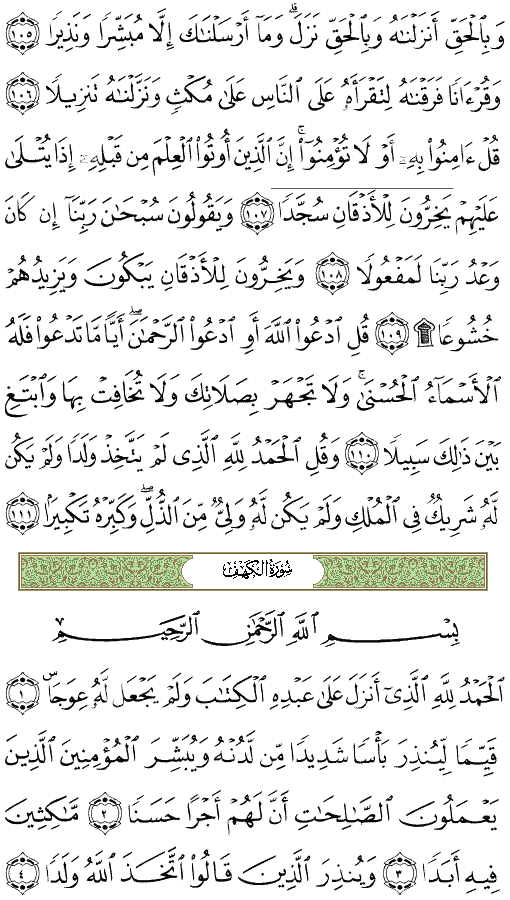 وَبِٱلْحَقِّ أَنزَلْنَٰهُ وَبِٱلْحَقِّ نَزَلَ ۗ وَمَآ أَرْسَلْنَٰكَ إِلَّا مُبَشِّرًا وَنَذِيرًا ١٠٥
وَقُرْءَانًا فَرَقْنَٰهُ لِتَقْرَأَهُۥ عَلَى ٱلنَّاسِ عَلَىٰ مُكْثٍ وَنَزَّلْنَٰهُ تَنزِيلًا ١٠٦
قُلْ ءَامِنُوا۟ بِهِۦٓ أَوْ لَا تُؤْمِنُوٓا۟ ۚ إِنَّ ٱلَّذِينَ أُوتُوا۟ ٱلْعِلْمَ مِن قَبْلِهِۦٓ إِذَا يُتْلَىٰ
عَلَيْهِمْ يَخِرُّونَ لِلْأَذْقَانِ سُجَّدًا ١٠٧ وَيَقُولُونَ سُبْحَٰنَ رَبِّنَآ إِن كَانَ
وَعْدُ رَبِّنَا لَمَفْعُولًا ١٠٨ وَيَخِرُّونَ لِلْأَذْقَانِ يَبْكُونَ وَيَزِيدُهُمْ
خُشُوعًا ۩ ١٠٩ قُلِ ٱدْعُوا۟ ٱللَّهَ أَوِ ٱدْعُوا۟ ٱلرَّحْمَٰنَ ۖ أَيًّا مَّا تَدْعُوا۟ فَلَهُ
ٱلْأَسْمَآءُ ٱلْحُسْنَىٰ ۚ وَلَا تَجْهَرْ بِصَلَاتِكَ وَلَا تُخَافِتْ بِهَا وَٱبْتَغِ
بَيْنَ ذَٰلِكَ سَبِيلًا ١١٠ وَقُلِ ٱلْحَمْدُ لِلَّهِ ٱلَّذِى لَمْ يَتَّخِذْ وَلَدًا وَلَمْ يَكُن
لَّهُۥ شَرِيكٌ فِى ٱلْمُلْكِ وَلَمْ يَكُن لَّهُۥ وَلِىٌّ مِّنَ ٱلذُّلِّ ۖ وَكَبِّرْهُ تَكْبِيرًۢا ١١١
سُورَةُ الكَهْفِ
بِسْمِ ٱللَّهِ ٱلرَّحْمَٰنِ ٱلرَّحِيمِ
ٱلْحَمْدُ لِلَّهِ ٱلَّذِىٓ أَنزَلَ عَلَىٰ عَبْدِهِ ٱلْكِتَٰبَ وَلَمْ يَجْعَل لَّهُۥ عِوَجَا ۜ ١
قَيِّمًا لِّيُنذِرَ بَأْسًا شَدِيدًا مِّن لَّدُنْهُ وَيُبَشِّرَ ٱلْمُؤْمِنِينَ ٱلَّذِينَ
يَعْمَلُونَ ٱلصَّٰلِحَٰتِ أَنَّ لَهُمْ أَجْرًا حَسَنًا ٢ مَّٰكِثِينَ
فِيهِ أَبَدًا ٣ وَيُنذِرَ ٱلَّذِينَ قَالُوا۟ ٱتَّخَذَ ٱللَّهُ وَلَدًا ٤